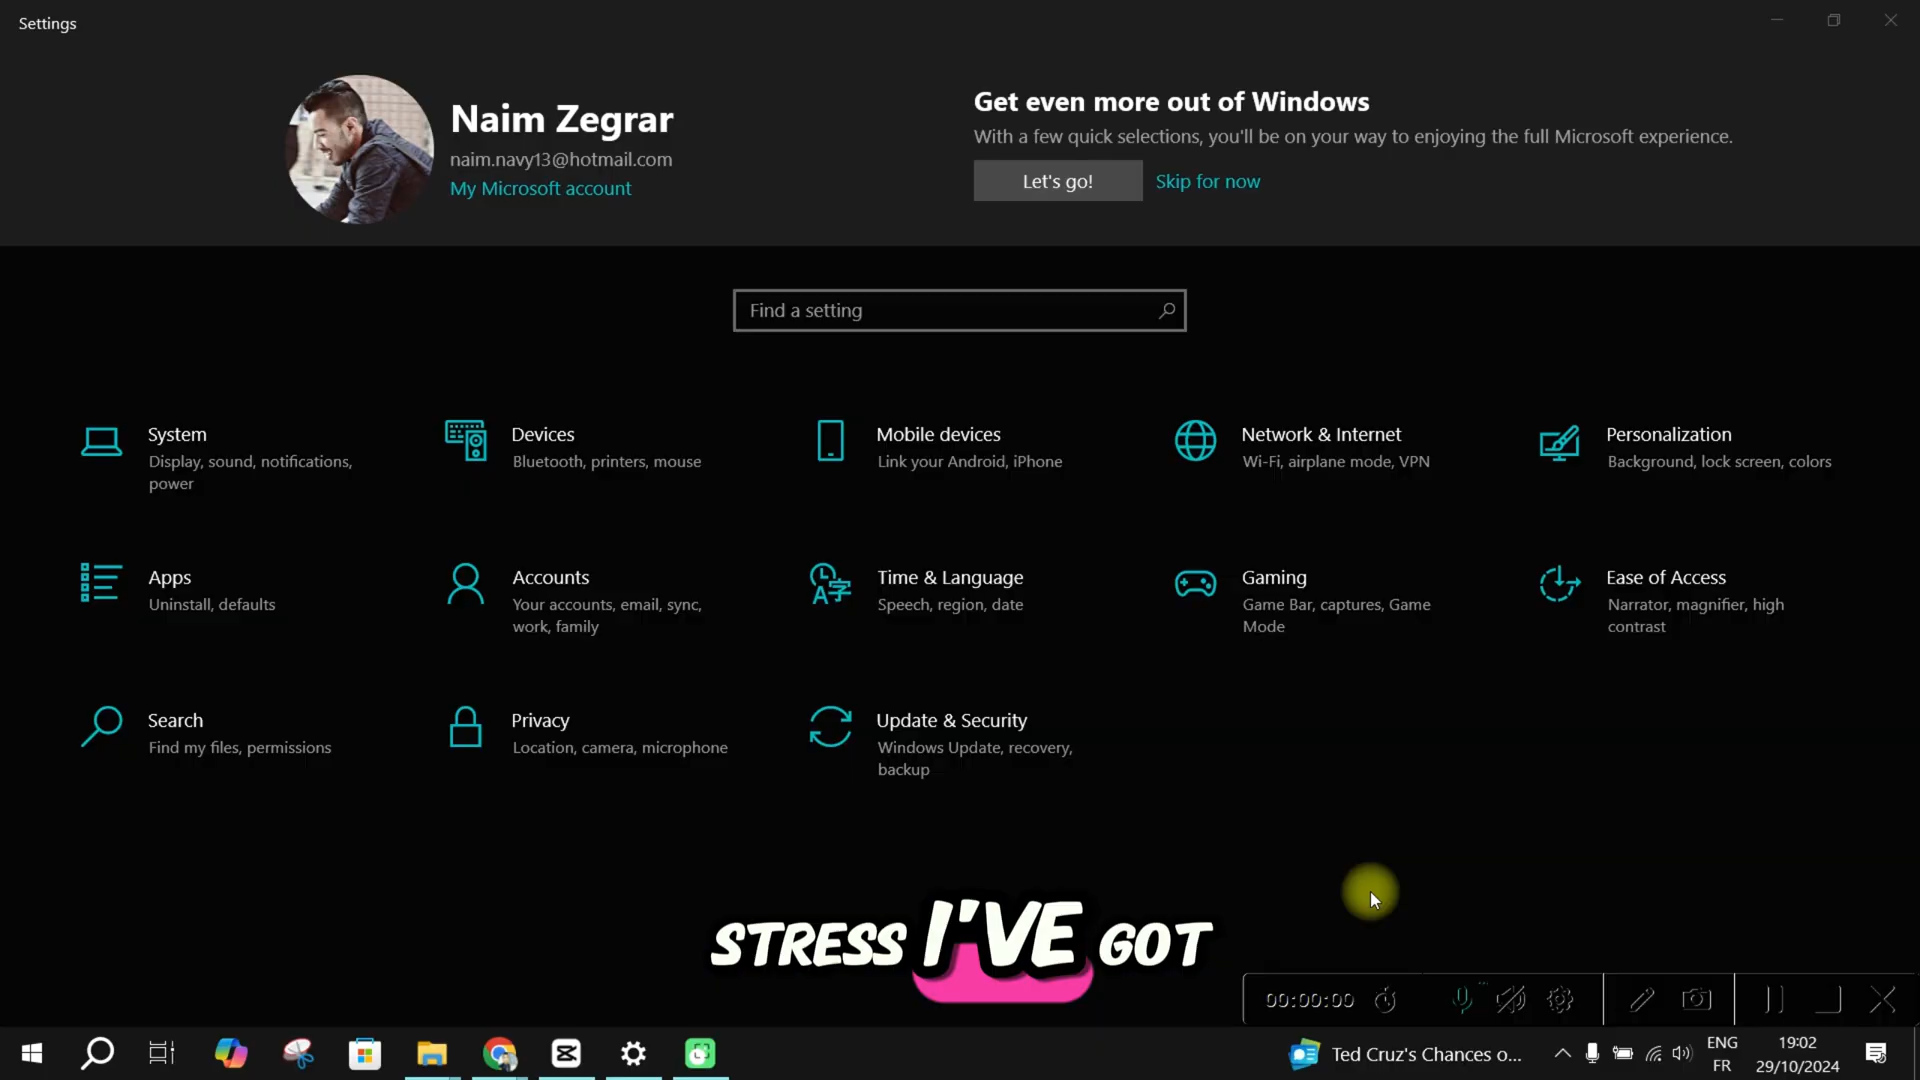 Settings
Naim Zegrar
naim.navy13@hotmail.com
My Microsoft account
Get even more out of Windows
With a few quick selections, you'll be on your way to enjoying the full Microsoft experience.
Let's go!
Skip for now
Find a setting
System
Display, sound, notifications,
power
Devices
Bluetooth, printers, mouse
Mobile devices
Link your Android, iPhone
Network & Internet
Wi-Fi, airplane mode, VPN
Personalization
Background, lock screen, colors
Apps
Uninstall, defaults
Accounts
Your accounts, email, sync,
work, family
Time & Language
Speech, region, date
Gaming
Game Bar, captures, Game
Mode
Ease of Access
Narrator, magnifier, high
contrast
Search
Find my files, permissions
Privacy
Location, camera, microphone
Update & Security
Windows Update, recovery,
backup
STRESS I'VE GOT
00:00:00
Ted Cruz's Chances o...
ENG
FR
19:02
29/10/2024